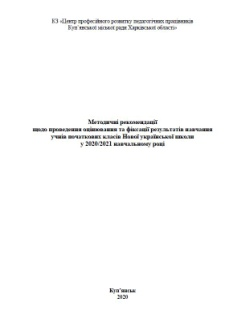 КЗ «Центр професійного розвитку педагогічних працівників
Куп'янської міської ради Харківської області»
Методичні рекомендації
щодо проведення оцінювання та фіксації результатів навчання
учнів початкових класів Нової української школи
у 2020/2021 навчальному році
Куп'янськ
2020